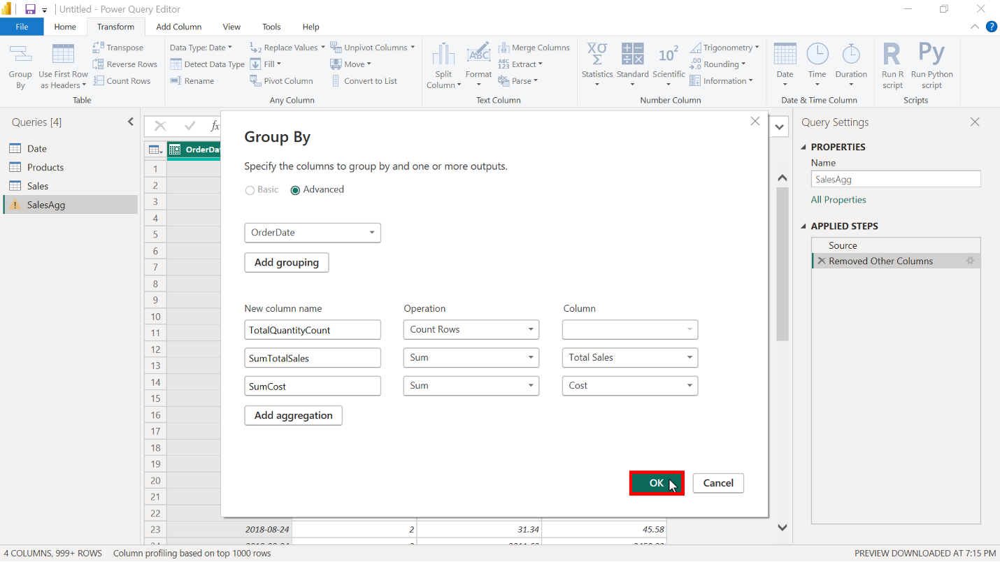 Untitled - Power Query Editor
File Home Transform Add Column View Tools Help
?
Group By
Use First Row as Headers
Transpose
Reverse Rows
Count Rows
Table
Data Type: Date
Detect Data Type
Rename
Replace Values
Fill
Pivot Column
Unpivot Columns
Move
Convert to List
Any Column
Split Column
ABC
Format
Merge Columns
ABC 123 Extract
abc Parse
Text Column
XO Σ
Statistics
Standard
10²
Scientific
Trigonometry
.00 Rounding
Information
Number Column
Date
Time
Duration
Date & Time Column
R
Run R script
Py
Run Python script
Scripts
Queries [4]
Date
Products
Sales
SalesAgg
fx
OrderDat
1
2
3
4
5
6
7
8
9
10
11
12
13
14
15
16
17
18
19
20
21
22
23 2018-08-24 2 31.34 45.58
Group By
Specify the columns to group by and one or more outputs.
Basic Advanced
OrderDate
Add grouping
New column name Operation Column
TotalQuantityCount Count Rows
SumTotalSales Sum Total Sales
SumCost Sum Cost
Add aggregation
OK Cancel
Query Settings
PROPERTIES
Name
SalesAgg
All Properties
APPLIED STEPS
Source
Removed Other Columns
4 COLUMNS, 999+ ROWS Column profiling based on top 1000 rows PREVIEW DOWNLOADED AT 7:15 PM